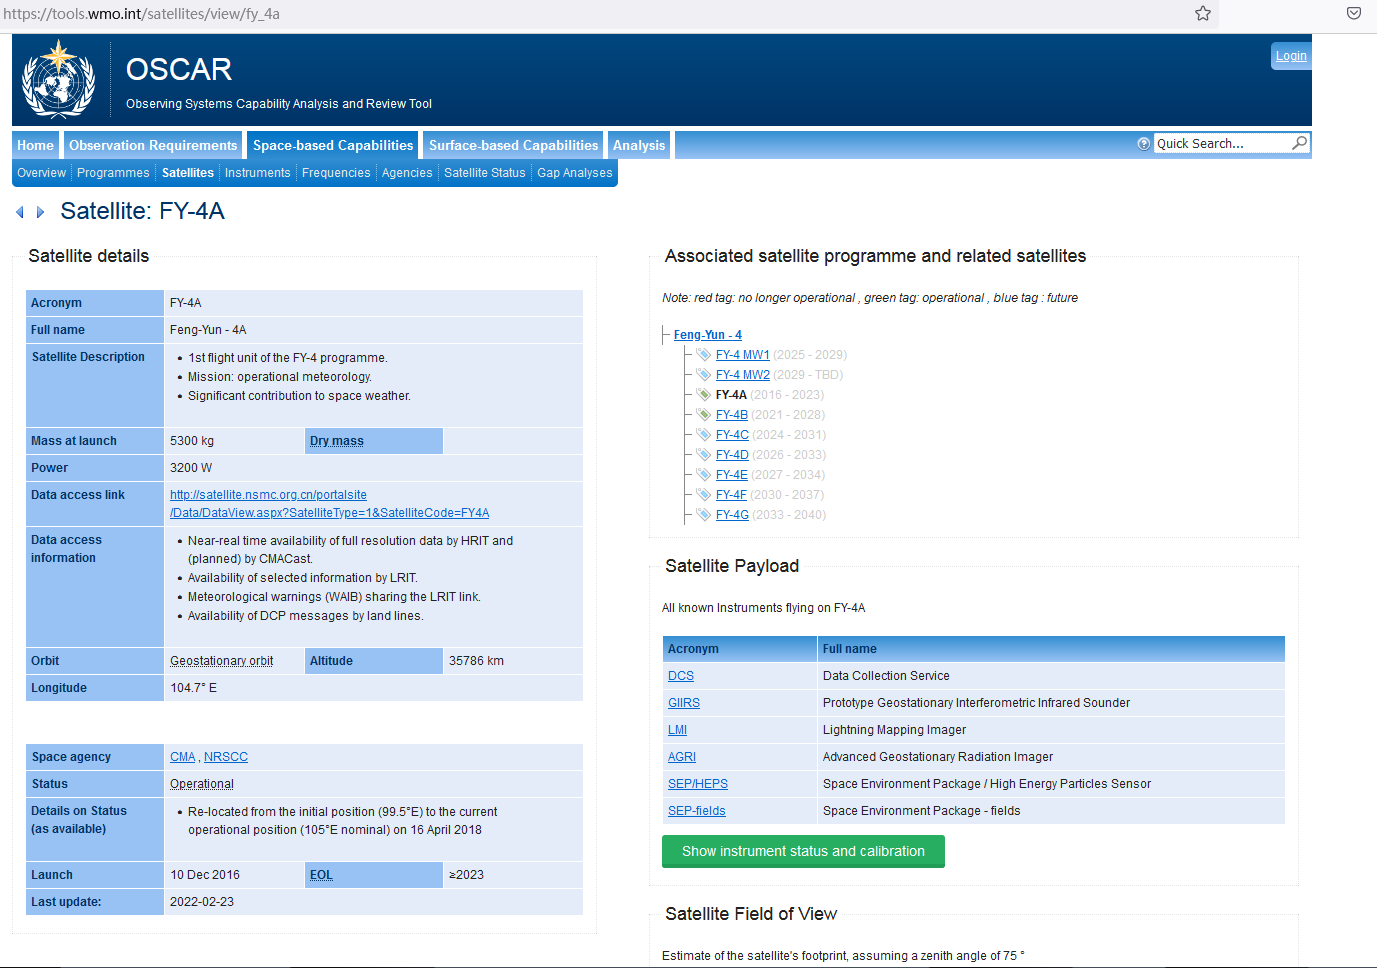 https://tools.wmo.int/satellites/view/fy_4a
OSCAR
Observing Systems Capability Analysis and Review Tool
Login
Home
Observation Requirements
Space-based Capabilities
Surface-based Capabilities
Analysis
Quick Search...
Overview
Programmes
Satellites
Instruments
Frequencies
Agencies
Satellite Status
Gap Analyses
Satellite: FY-4A
Satellite details
Acronym FY-4A
Full name Feng-Yun - 4A
Satellite Description
• 1st flight unit of the FY-4 programme.
• Mission: operational meteorology.
• Significant contribution to space weather.
Mass at launch 5300 kg Dry mass
Power 3200 W
Data access link http://satellite.nsmc.org.cn/portalsite
/Data/DataView.aspx?SatelliteType=1&SatelliteCode=FY4A
Data access
information
• Near-real time availability of full resolution data by HRIT and
(planned) by CMACast.
• Availability of selected information by LRIT.
• Meteorological warnings (WAIB) sharing the LRIT link.
• Availability of DCP messages by land lines.
Orbit Geostationary orbit Altitude 35786 km
Longitude 104.7° E
Space agency CMA , NRSCC
Status Operational
Details on Status
(as available)
• Re-located from the initial position (99.5°E) to the current
operational position (105°E nominal) on 16 April 2018
Launch 10 Dec 2016 EOL ≥2023
Last update: 2022-02-23
Associated satellite programme and related satellites
Note: red tag: no longer operational , green tag: operational , blue tag : future
Feng-Yun - 4
FY-4 MW1 (2025 - 2029)
FY-4 MW2 (2029 - TBD)
FY-4A (2016 - 2023)
FY-4B (2021 - 2028)
FY-4C (2024 - 2031)
FY-4D (2026 - 2033)
FY-4E (2027 - 2034)
FY-4F (2030 - 2037)
FY-4G (2033 - 2040)
Satellite Payload
All known Instruments flying on FY-4A
Acronym Full name
DCS Data Collection Service
GIIRS Prototype Geostationary Interferometric Infrared Sounder
LMI Lightning Mapping Imager
AGRI Advanced Geostationary Radiation Imager
SEP/HEPS Space Environment Package / High Energy Particles Sensor
SEP-fields Space Environment Package - fields
Show instrument status and calibration
Satellite Field of View
Estimate of the satellite's footprint, assuming a zenith angle of 75 °